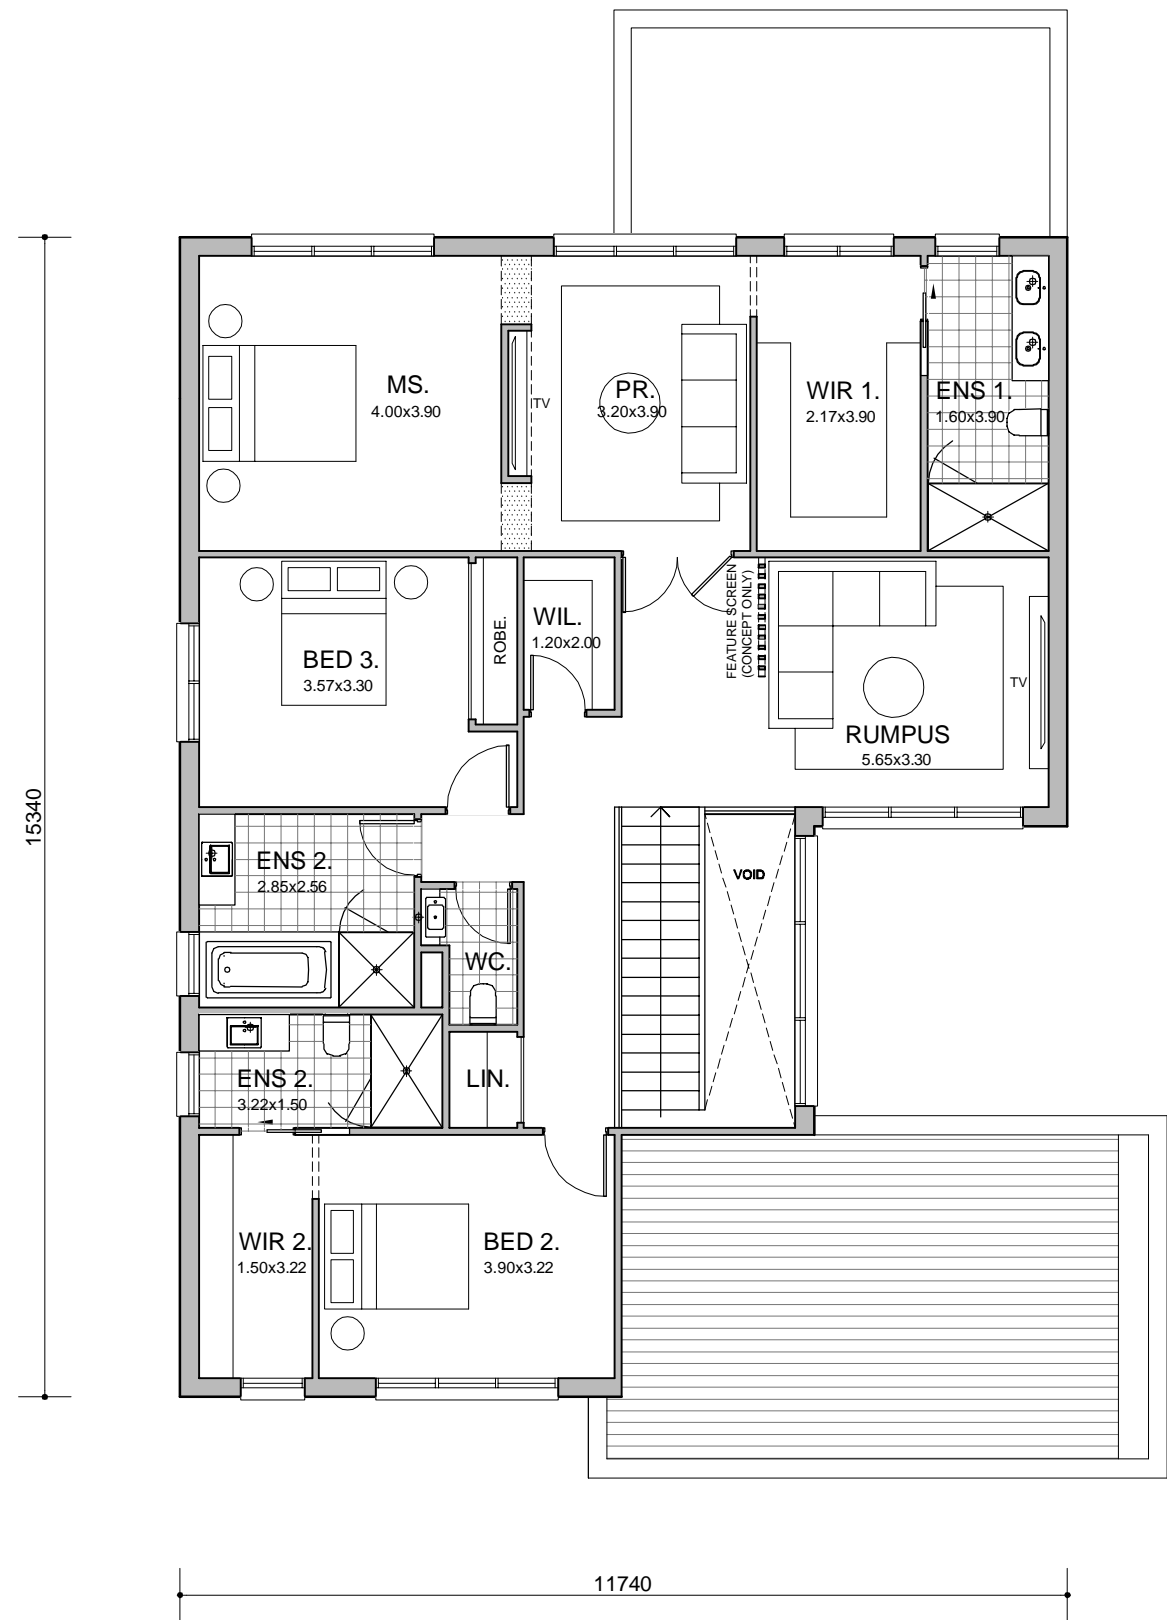 MS.
4.00x3.90
TV
PR.
3.20x3.90
WIR 1.
2.17x3.90
ENS 1.
1.60x3.90
BED 3.
3.57x3.30
ROBE.
WIL.
1.20x2.00
FEATURE SCREEN
(CONCEPT ONLY)
TV
RUMPUS
5.65x3.30
15340
ENS 2.
2.85x2.56
VOID
WC.
ENS 2.
3.22x1.50
LIN.
WIR 2.
1.50x3.22
BED 2.
3.90x3.22
11740